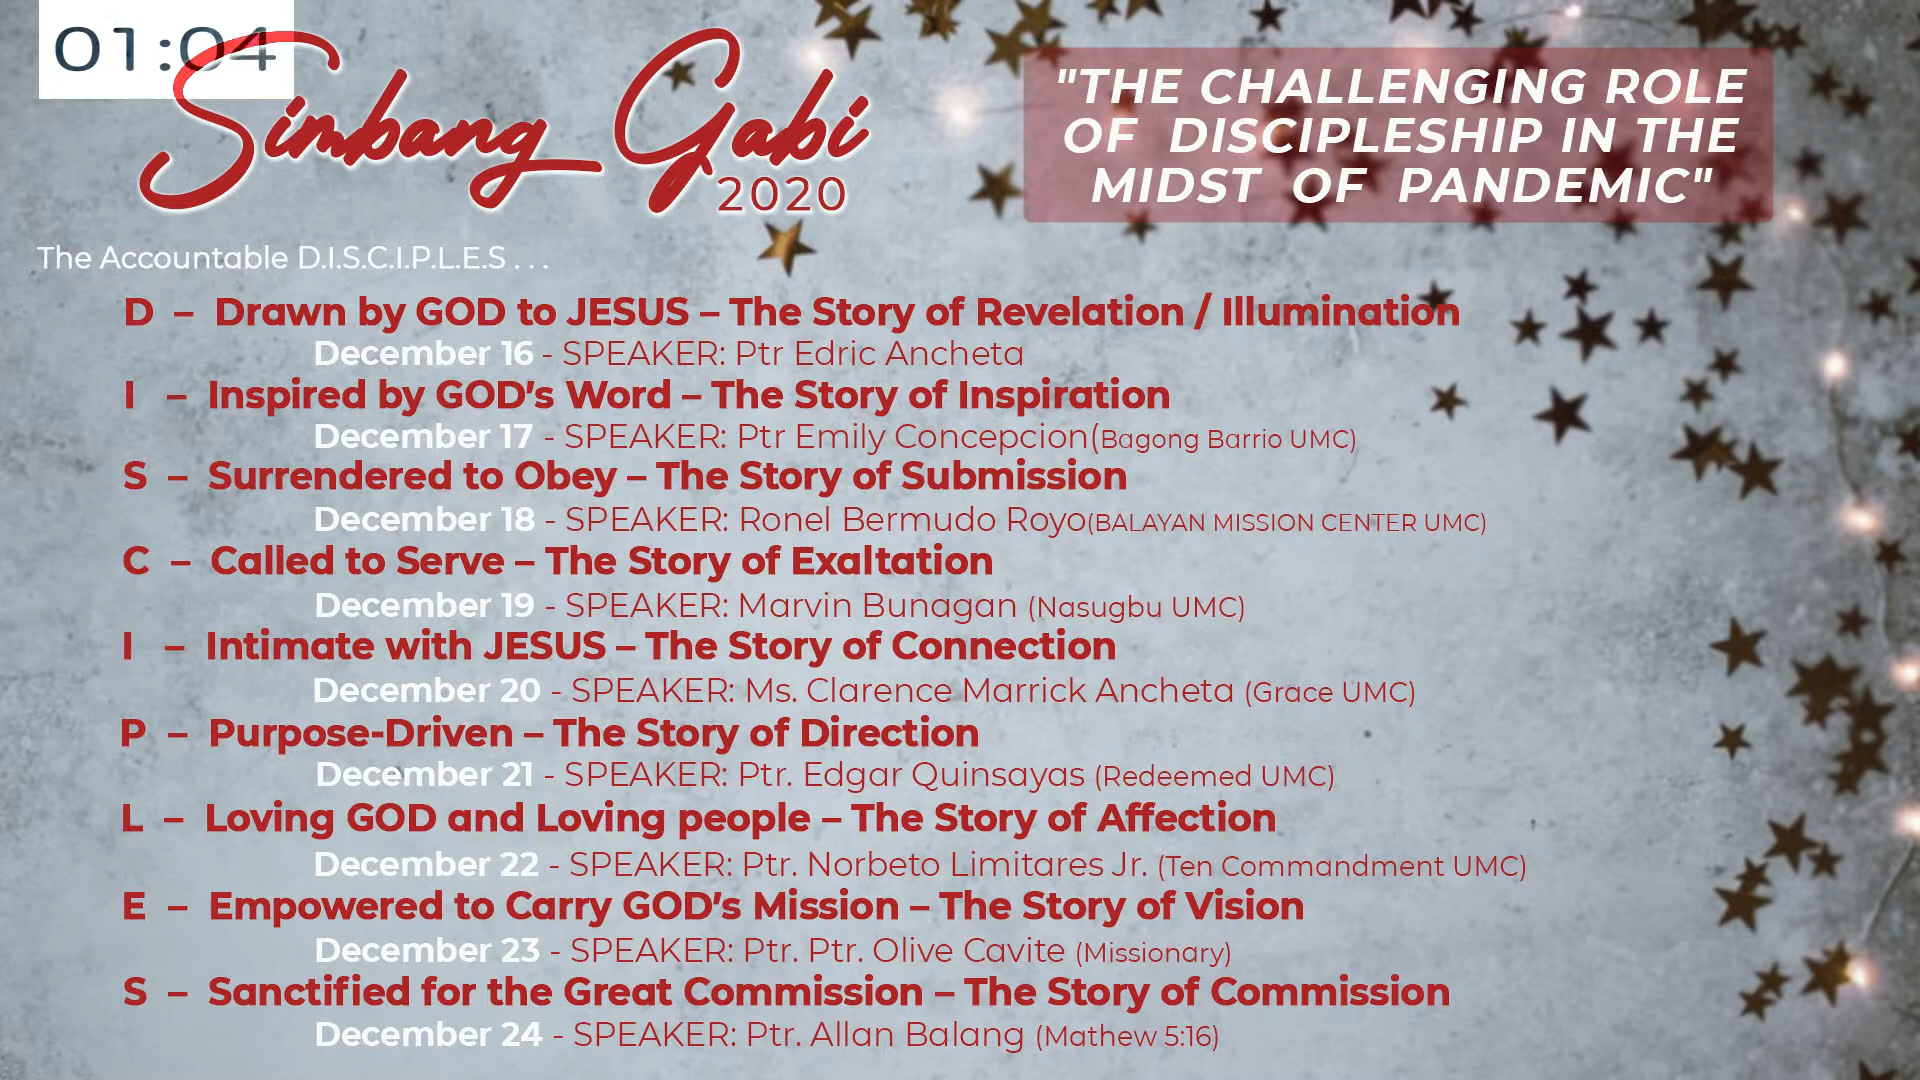 01:04
Simbang Gabi
2020
"THE CHALLENGING ROLE
OF DISCIPLESHIP IN THE
MIDST OF PANDEMIC"
The Accountable D.I.S.C.I.P.L.E.S . . .
D – Drawn by GOD to JESUS – The Story of Revelation / Illumination
December 16 - SPEAKER: Ptr Edric Ancheta
I – Inspired by GOD's Word – The Story of Inspiration
December 17 - SPEAKER: Ptr Emily Concepcion(Bagong Barrio UMC)
S – Surrendered to Obey – The Story of Submission
December 18 - SPEAKER: Ronel Bermudo Royo(BALAYAN MISSION CENTER UMC)
C – Called to Serve – The Story of Exaltation
December 19 - SPEAKER: Marvin Bunagan (Nasugbu UMC)
I – Intimate with JESUS – The Story of Connection
December 20 - SPEAKER: Ms. Clarence Marrick Ancheta (Grace UMC)
P – Purpose-Driven – The Story of Direction
December 21 - SPEAKER: Ptr. Edgar Quinsayas (Redeemed UMC)
L – Loving GOD and Loving people – The Story of Affection
December 22 - SPEAKER: Ptr. Norbeto Limitares Jr. (Ten Commandment UMC)
E – Empowered to Carry GOD's Mission – The Story of Vision
December 23 - SPEAKER: Ptr. Ptr. Olive Cavite (Missionary)
S – Sanctified for the Great Commission – The Story of Commission
December 24 - SPEAKER: Ptr. Allan Balang (Mathew 5:16)